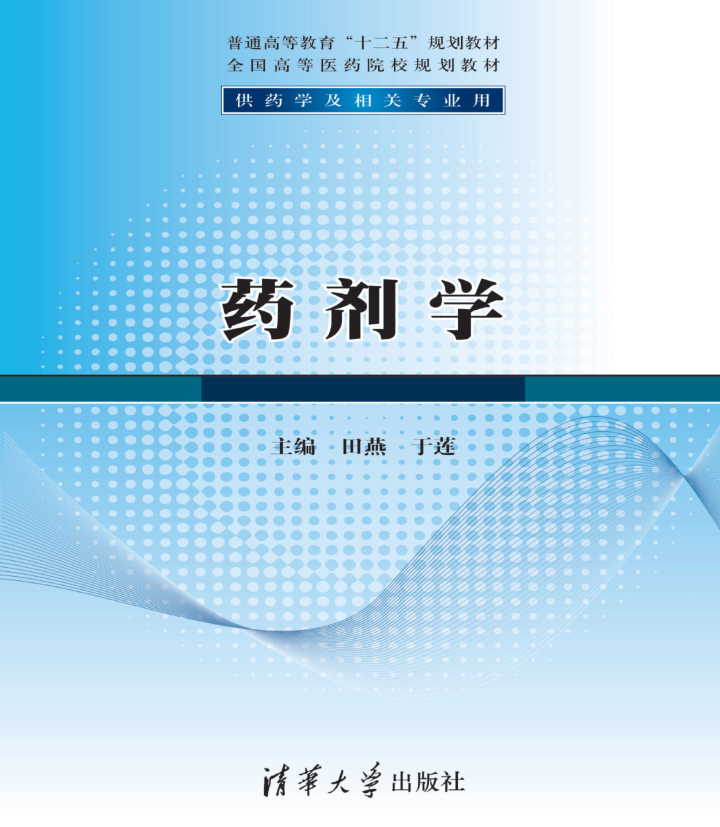 普通高等教育“十二五”规划教材
全国高等医药院校规划教材
供药学及相关专业用
药剂学
主编 田燕 于莲
清华大学出版社